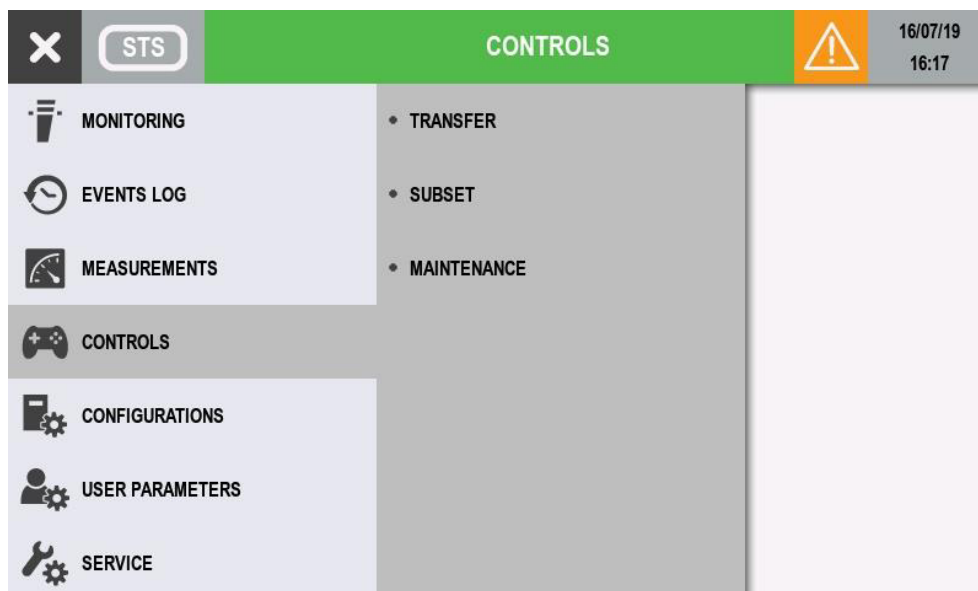 STS
CONTROLS
16/07/19
16:17
MONITORING
• TRANSFER
EVENTS LOG
• SUBSET
MEASUREMENTS
• MAINTENANCE
CONTROLS
CONFIGURATIONS
USER PARAMETERS
SERVICE